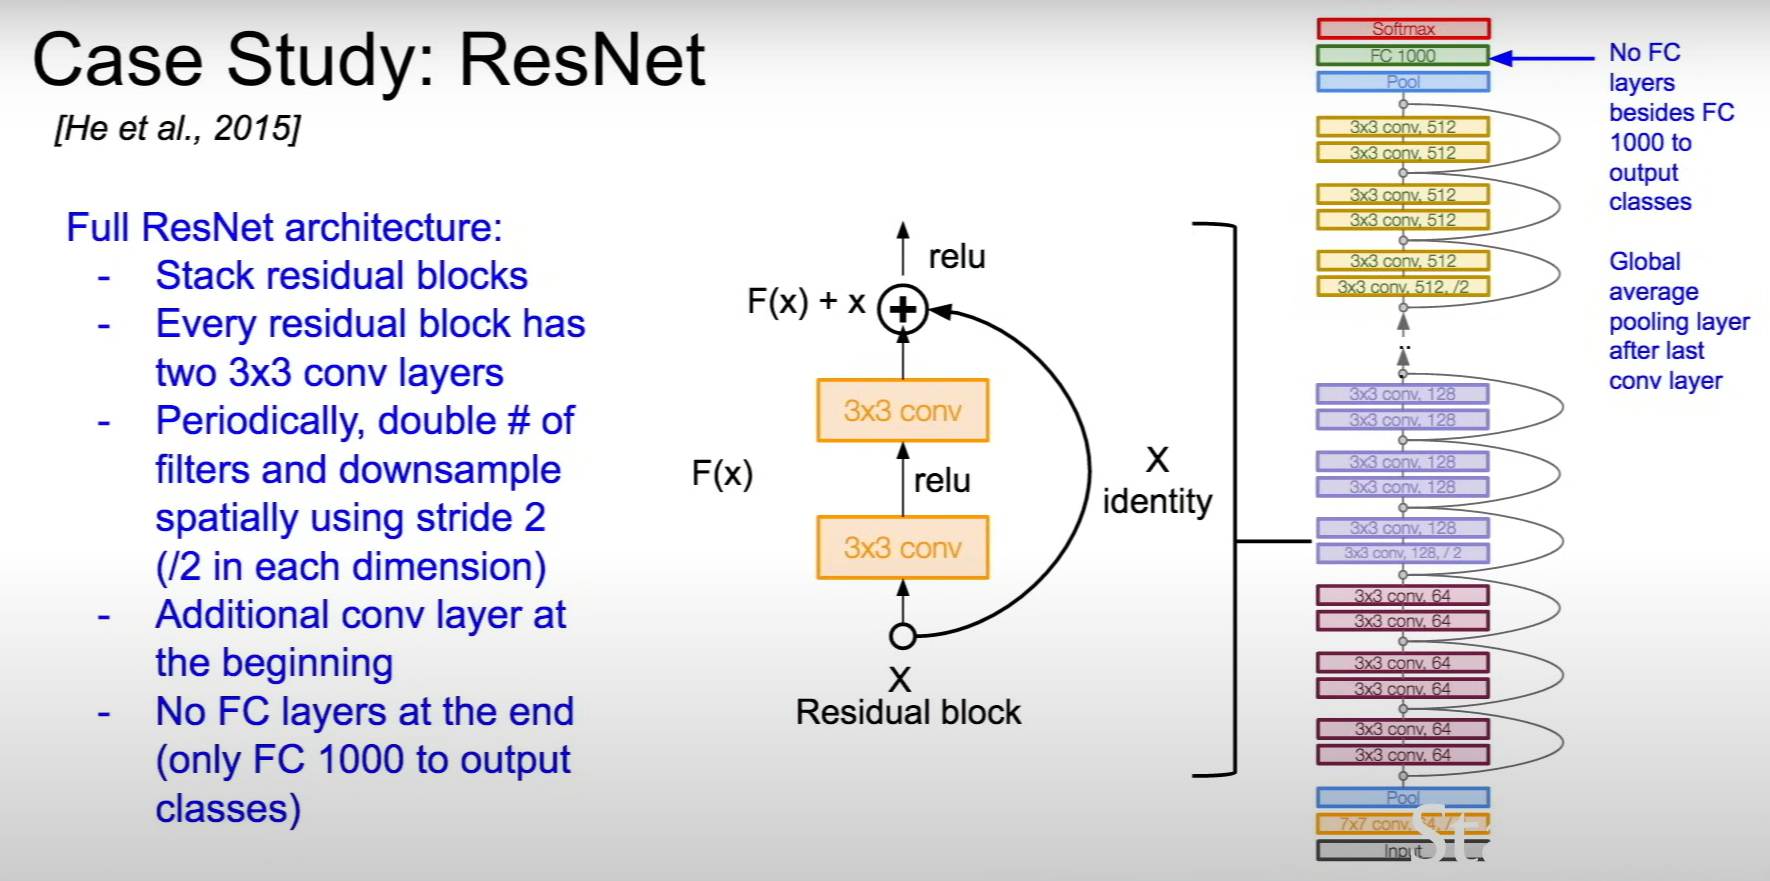 Case Study: ResNet
[He et al., 2015]
Full ResNet architecture:
- Stack residual blocks
- Every residual block has
two 3x3 conv layers
- Periodically, double # of
filters and downsample
spatially using stride 2
(/2 in each dimension)
- Additional conv layer at
the beginning
- No FC layers at the end
(only FC 1000 to output
classes)
relu
F(x) + x
3x3 conv
F(x)
relu
3x3 conv
X
identity
X
Residual block
Softmax
FC 1000
Pool
3x3 conv, 512
3x3 conv, 512
3x3 conv, 512
3x3 conv, 512
3x3 conv, 512
3x3 conv, 512, /2
..
3x3 conv, 128
3x3 conv, 128
3x3 conv, 128
3x3 conv, 128
3x3 conv, 128
3x3 conv, 128, / 2
3x3 conv, 64
3x3 conv, 64
3x3 conv, 64
3x3 conv, 64
3x3 conv, 64
3x3 conv, 64
Pool
7x7 conv,
Input
No FC
layers
besides FC
1000 to
output
classes
Global
average
pooling layer
after last
conv layer